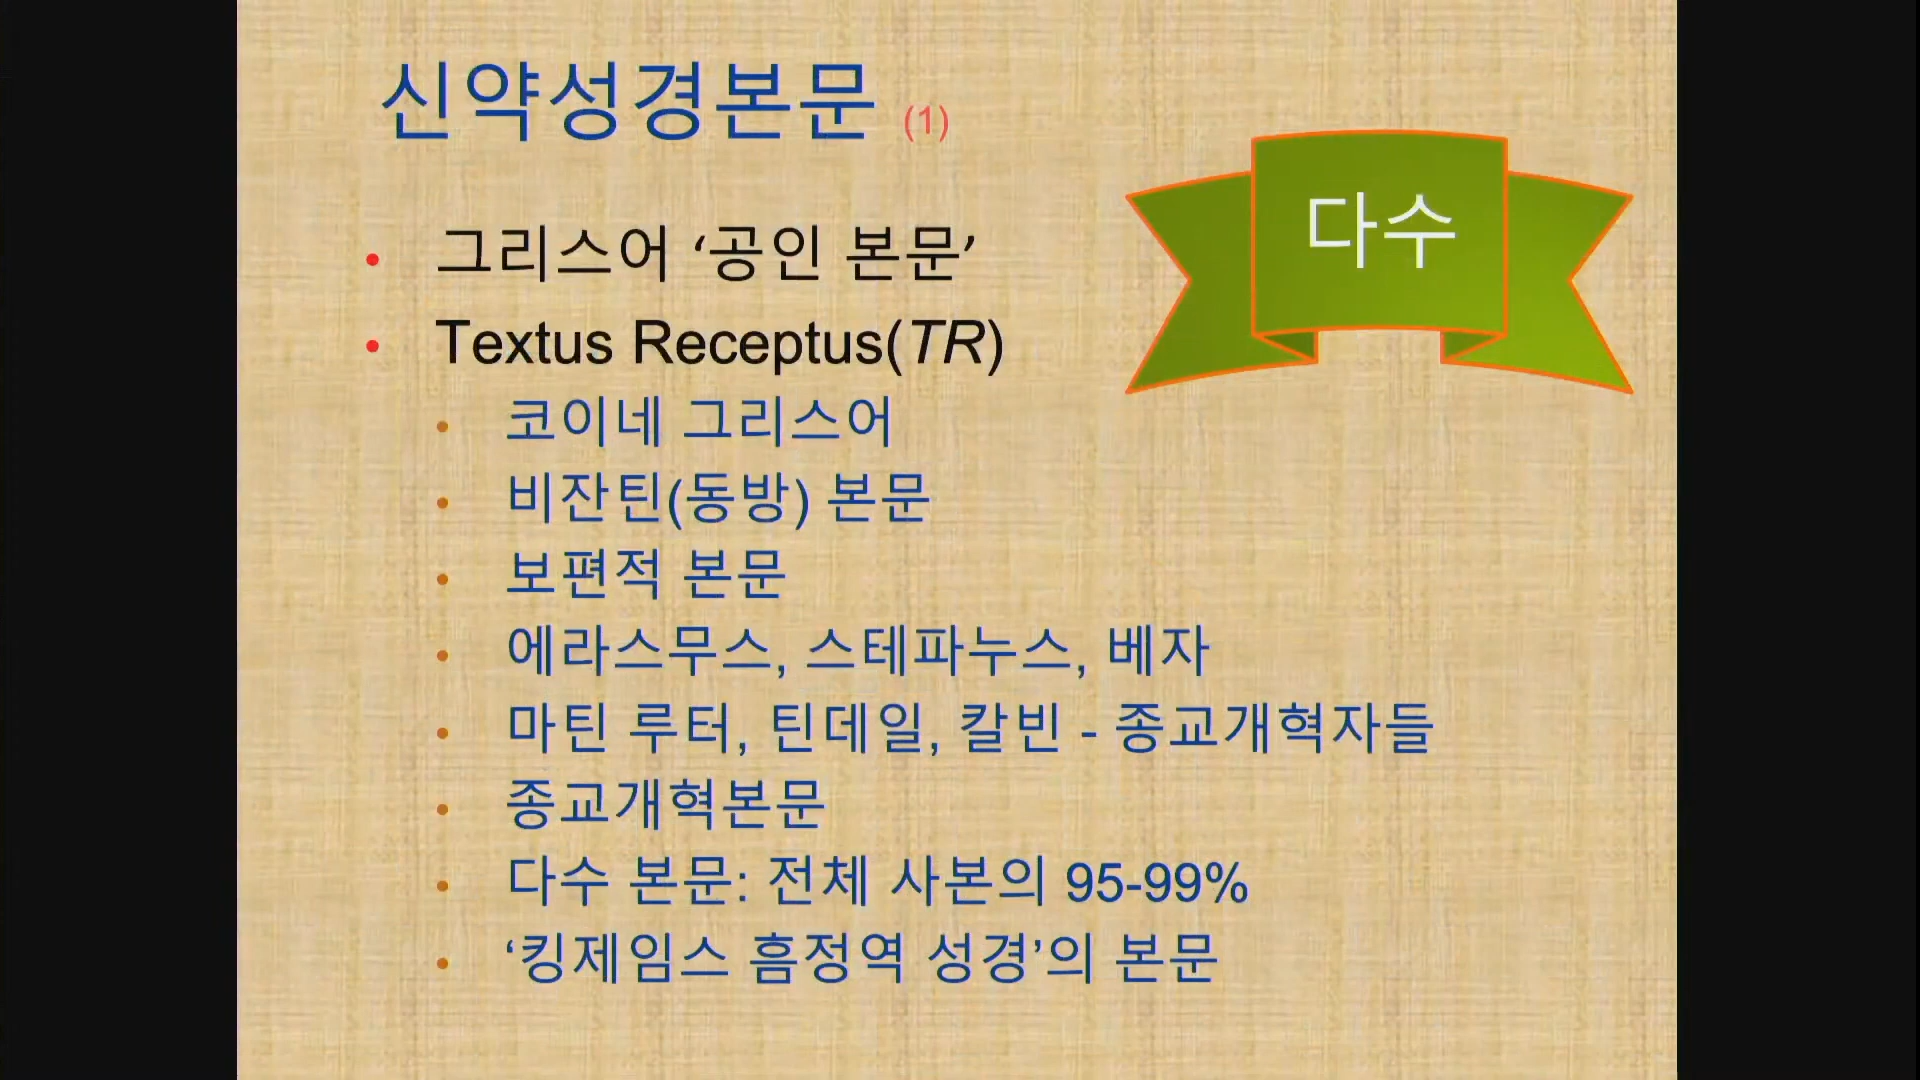 신약성경본문 (1)
다수
• 그리스어 ‘공인 본문’
• Textus Receptus(TR)
• 코이네 그리스어
• 비잔틴(동방) 본문
• 보편적 본문
• 에라스무스, 스테파누스, 베자
• 마틴 루터, 틴데일, 칼빈 - 종교개혁자들
• 종교개혁본문
• 다수 본문: 전체 사본의 95-99%
• ‘킹제임스 흠정역 성경’의 본문